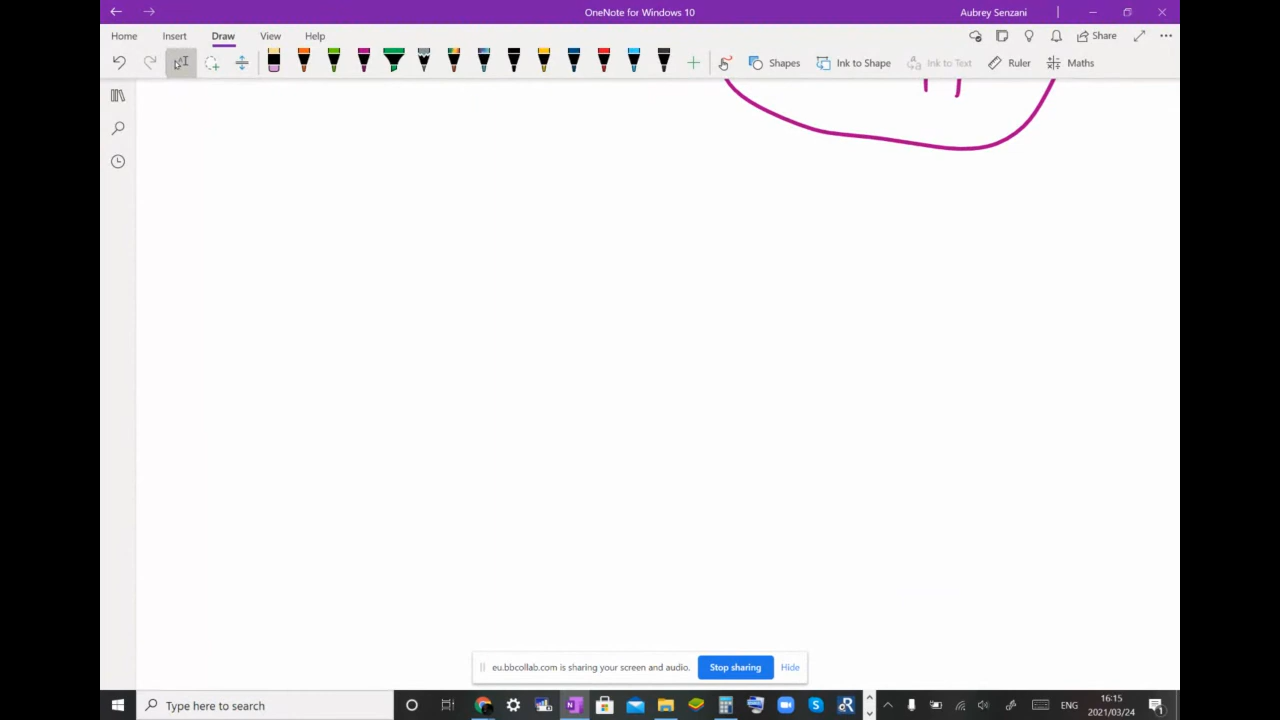 OneNote for Windows 10
Aubrey Senzani
Home Insert Draw View Help
Share
Shapes Ink to Shape Ink to Text Ruler Maths
eu.bbcollab.com is sharing your screen and audio. Stop sharing Hide
Type here to search
ENG
16:15
2021/03/24